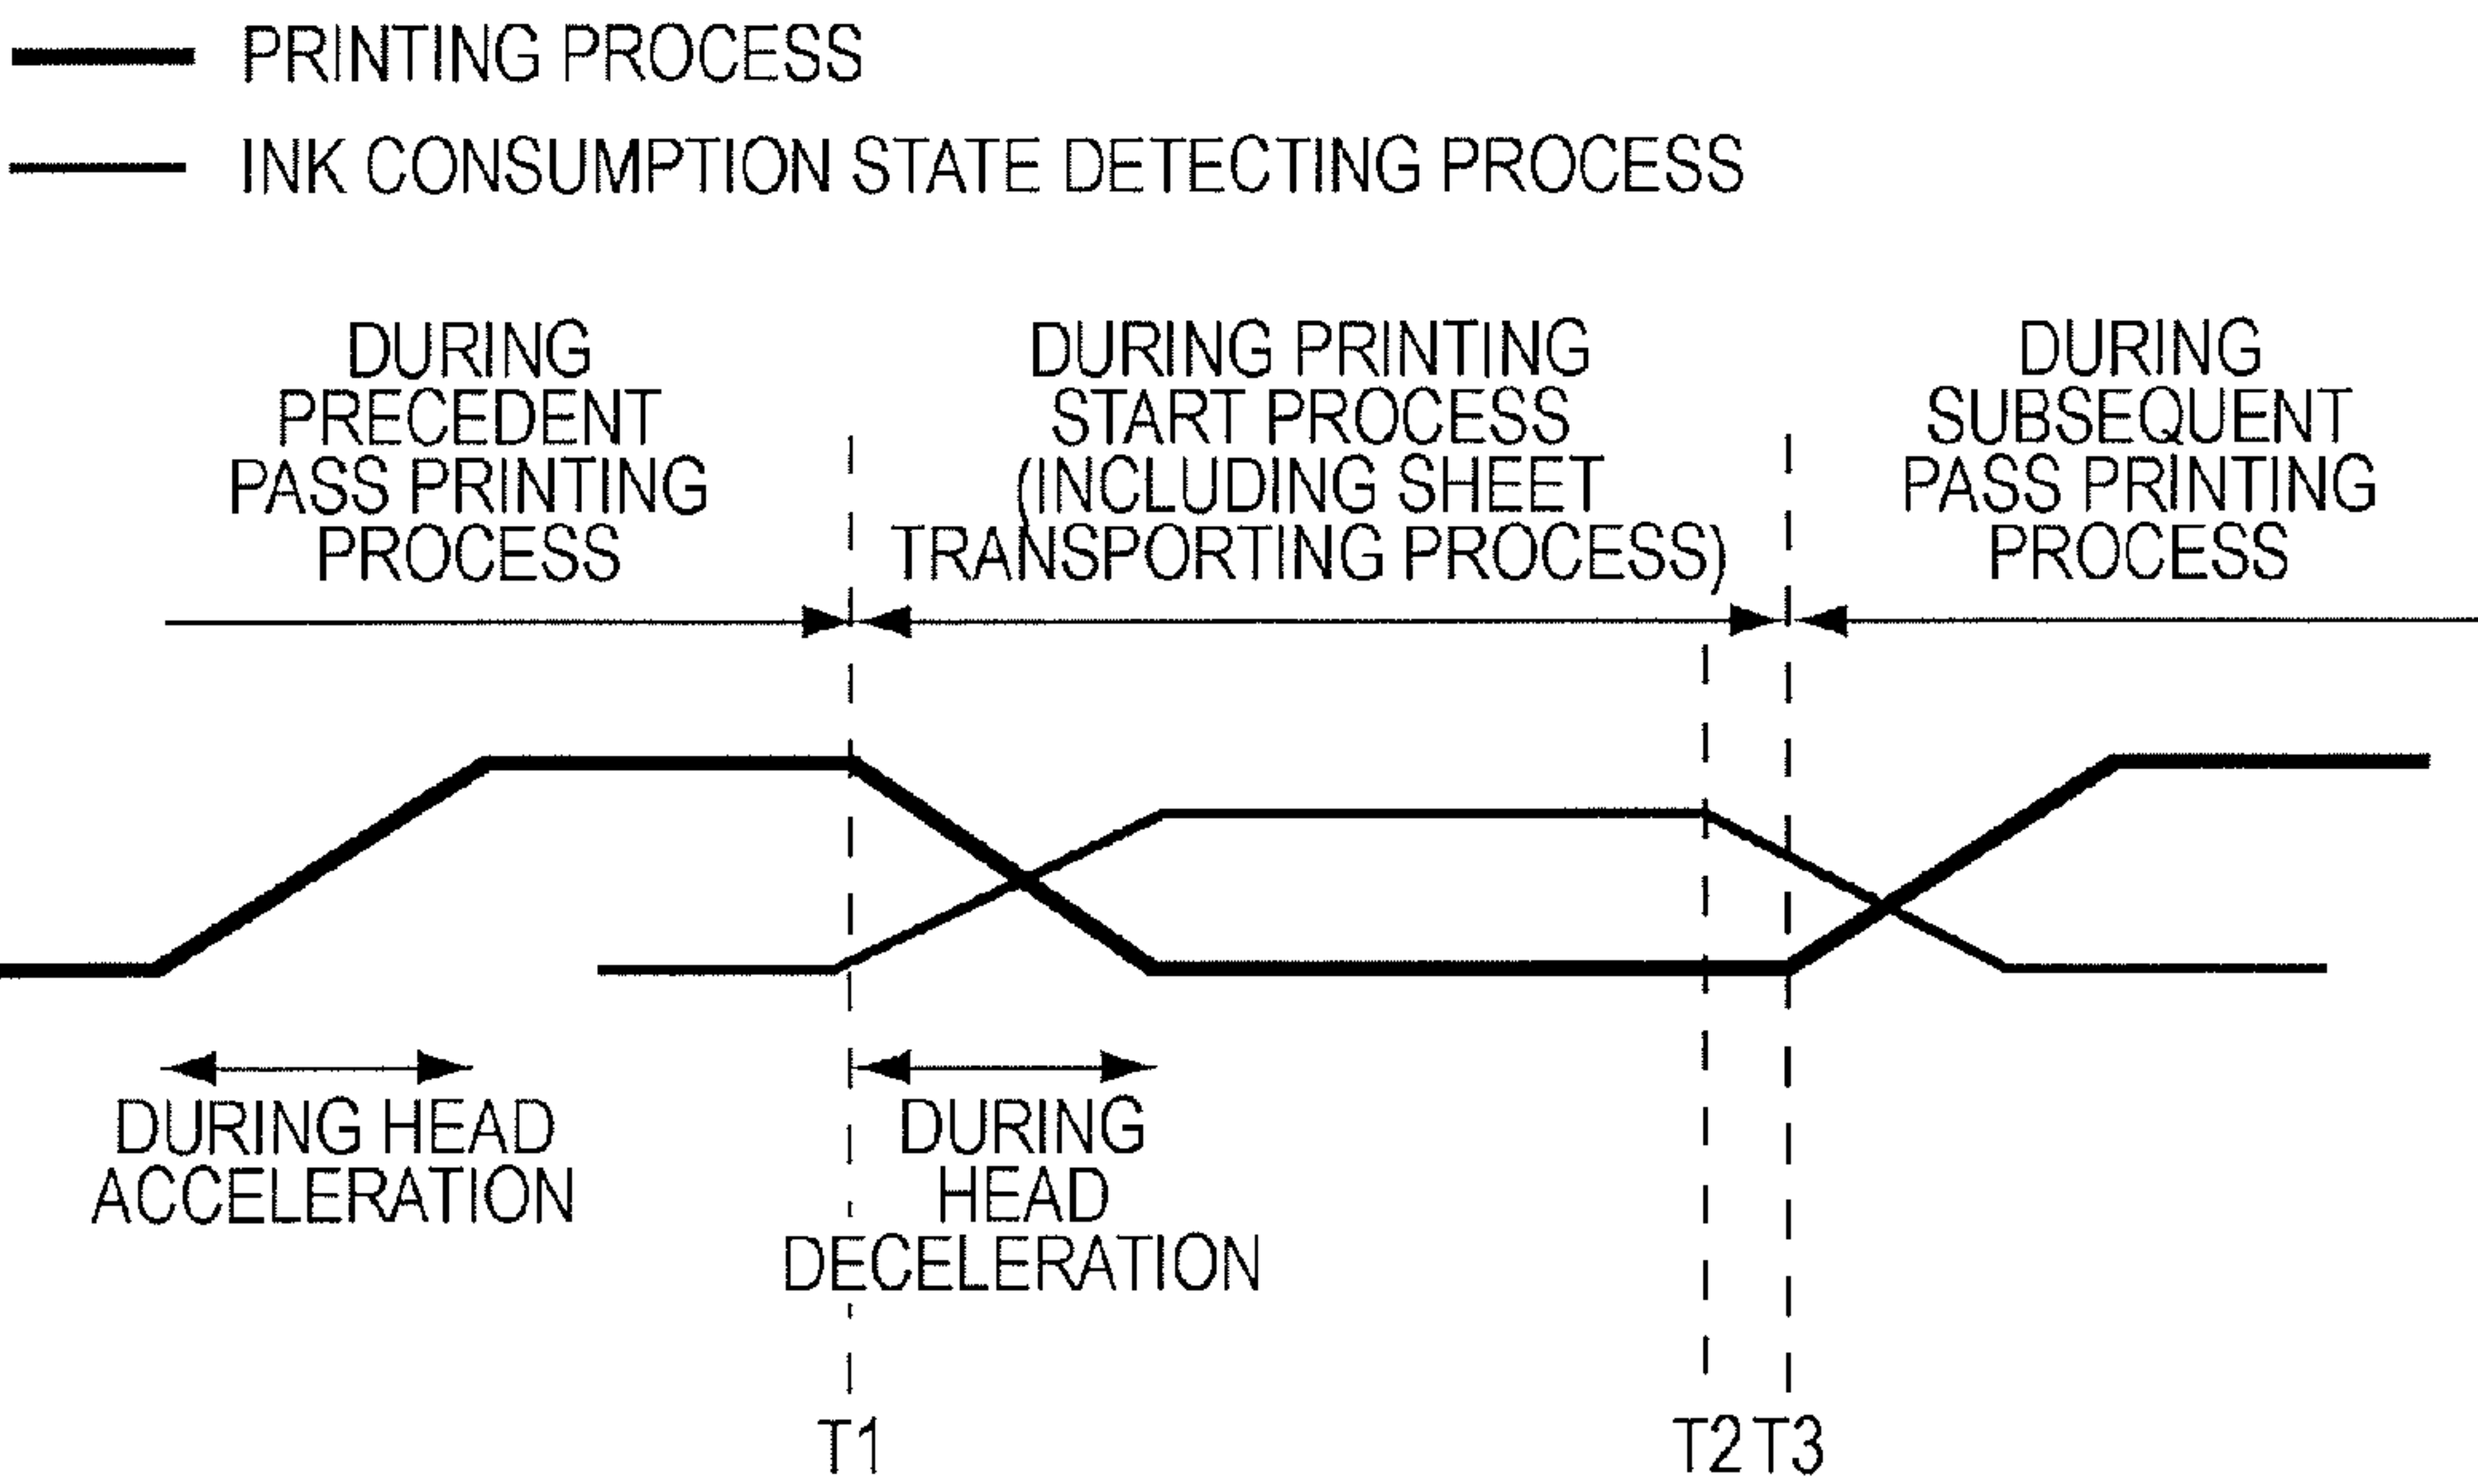 PRINTING PROCESS
INK CONSUMPTION STATE DETECTING PROCESS
DURING
PRECEDENT
PASS PRINTING
PROCESS
DURING PRINTING
START PROCESS
(INCLUDING SHEET
TRANSPORTING PROCESS)
DURING
SUBSEQUENT
PASS PRINTING
PROCESS
DURING HEAD
ACCELERATION
DURING
HEAD
DECELERATION
T1
T2 T3